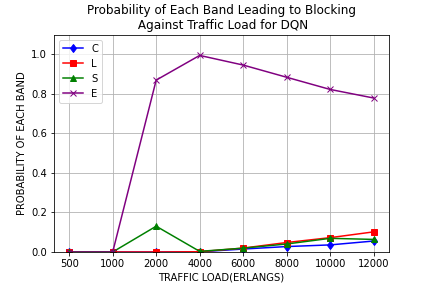 Probability of Each Band Leading to Blocking
Against Traffic Load for DQN
PROBABILITY OF EACH BAND
1.0
0.8
0.6
0.4
0.2
0.0
C
L
S
E
500 1000 2000 4000 6000 8000 10000 12000
TRAFFIC LOAD(ERLANGS)